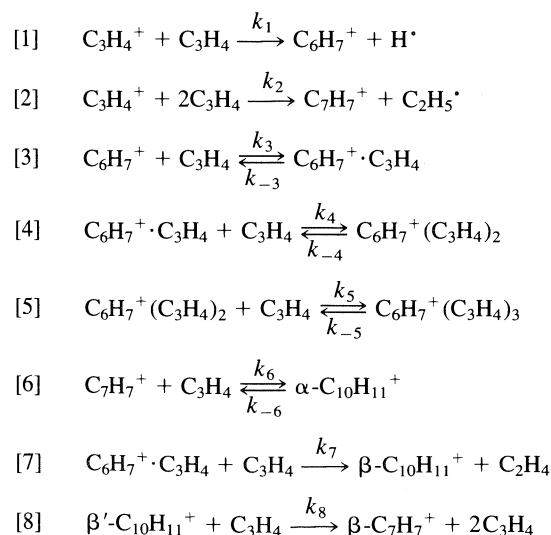 [1] C₃H₄⁺ + C₃H₄ —k₁→ C₆H₇⁺ + H•
[2] C₃H₄⁺ + 2C₃H₄ —k₂→ C₇H₇⁺ + C₂H₅•
[3] C₆H₇⁺ + C₃H₄ ⇌ (k₃ / k₋₃) C₆H₇⁺·C₃H₄
[4] C₆H₇⁺·C₃H₄ + C₃H₄ ⇌ (k₄ / k₋₄) C₆H₇⁺(C₃H₄)₂
[5] C₆H₇⁺(C₃H₄)₂ + C₃H₄ ⇌ (k₅ / k₋₅) C₆H₇⁺(C₃H₄)₃
[6] C₇H₇⁺ + C₃H₄ ⇌ (k₆ / k₋₆) α-C₁₀H₁₁⁺
[7] C₆H₇⁺·C₃H₄ + C₃H₄ —k₇→ β-C₁₀H₁₁⁺ + C₂H₄
[8] β′-C₁₀H₁₁⁺ + C₃H₄ —k₈→ β-C₇H₇⁺ + 2C₃H₄